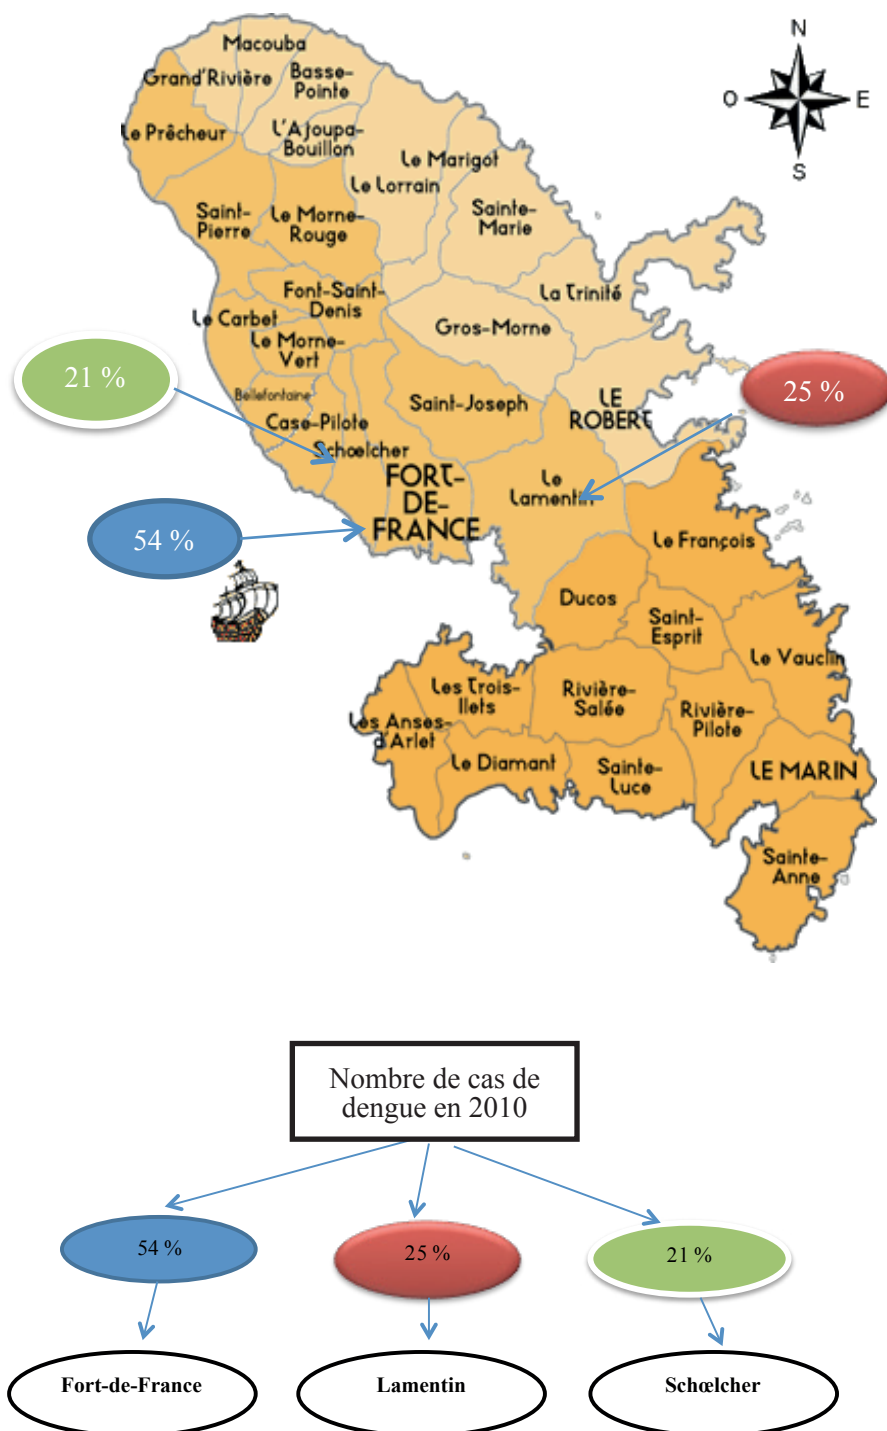 N
Macouba
Grand'Rivière
Basse-
Pointe
O
E
Le Prêcheur
L'Ajoupa-
Bouillon
S
Le Marigot
Le Lorrain
Saint-
Pierre
Le Morne-
Rouge
Sainte-
Marie
Font-Saint-
Denis
La Trinité
Le Carbet
Gros-Morne
Le Morne-
Vert
21 %
25 %
Bellefontaine
LE
ROBERT
Saint-Joseph
Case-Pilote
Schœlcher
FORT-
DE-
FRANCE
Le
Lamentin
54 %
Le François
Ducos
Saint-
Esprit
Le Vauclin
Les Trois-
Ilets
Rivière-
Salée
Rivière-
Pilote
Les Anses-
d'Arlet
Le Diamant
Sainte-
Luce
LE MARIN
Sainte-
Anne
Nombre de cas de
dengue en 2010
54 %
25 %
21 %
Fort-de-France
Lamentin
Schœlcher